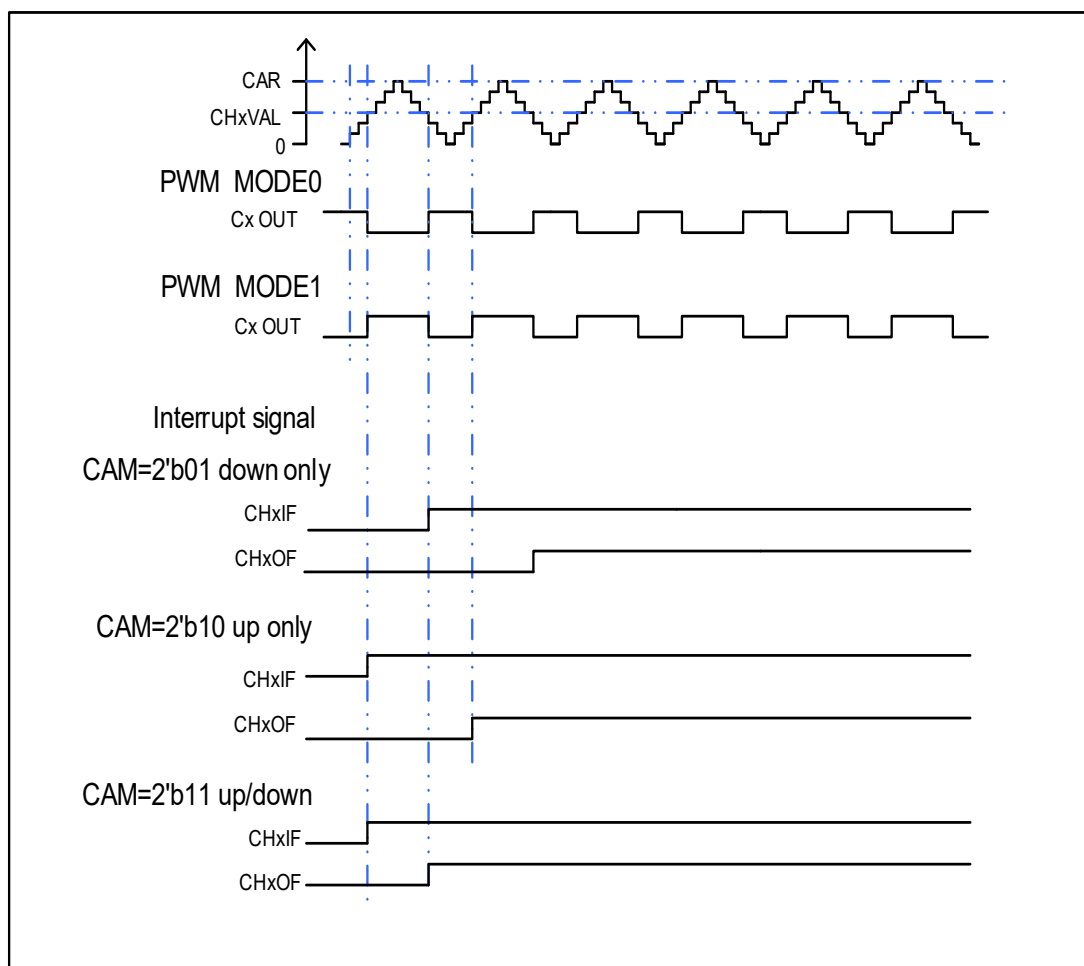 CAR
CHxVAL
0
PWM MODE0
Cx OUT
PWM MODE1
Cx OUT
Interrupt signal
CAM=2'b01 down only
CHxIF
CHxOF
CAM=2'b10 up only
CHxIF
CHxOF
CAM=2'b11 up/down
CHxIF
CHxOF